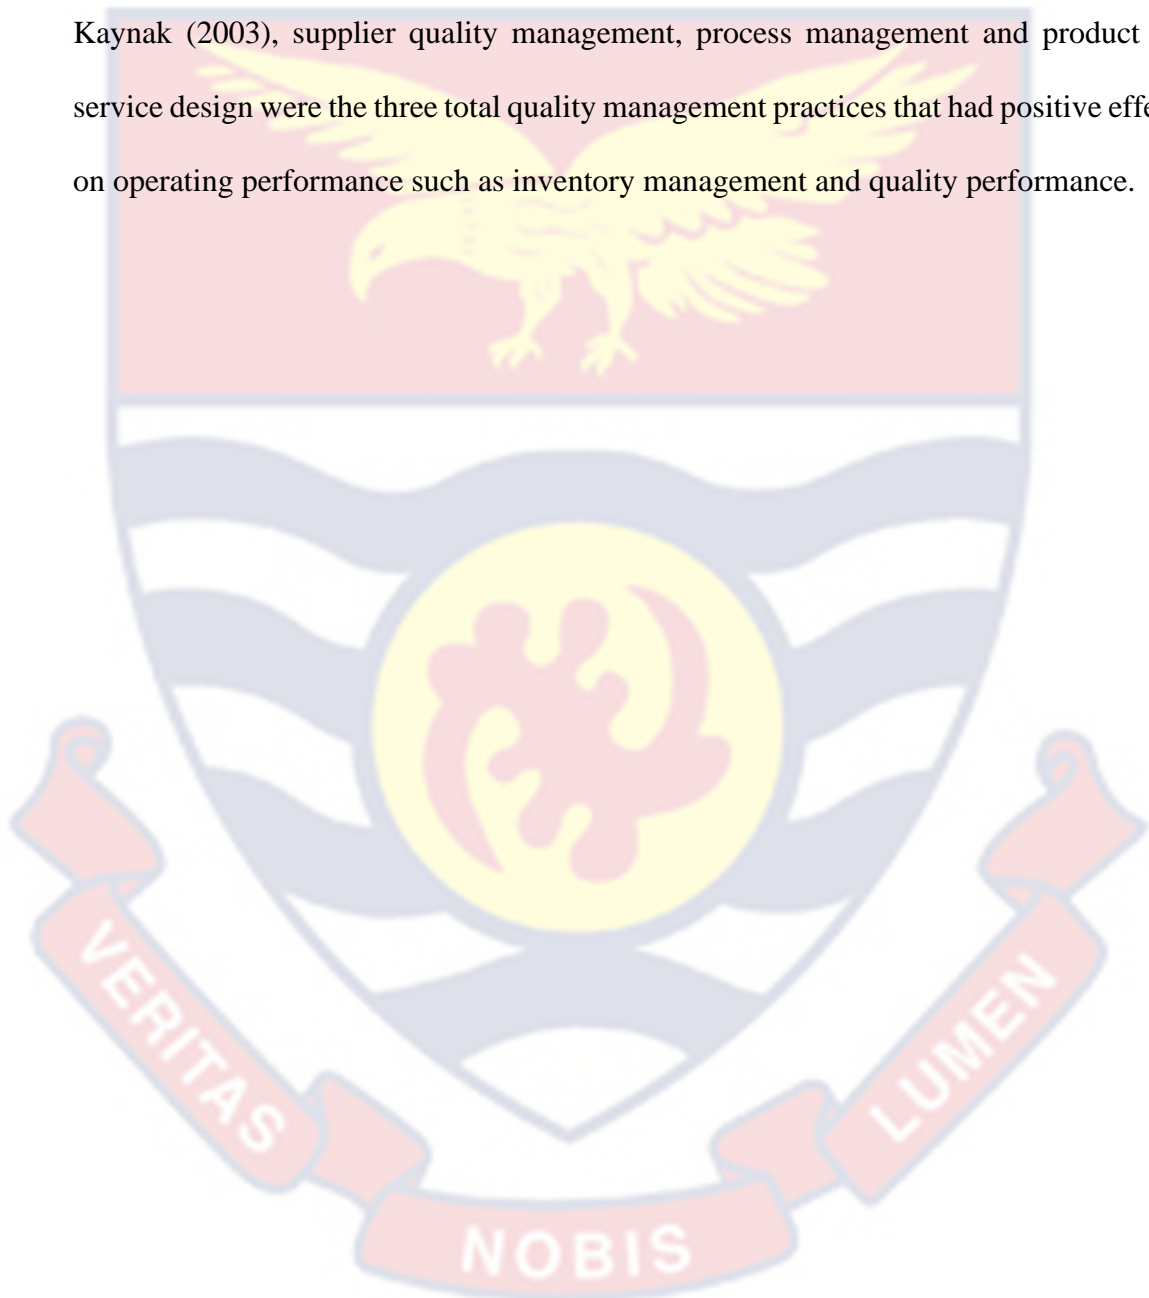 Kaynak (2003), supplier quality management, process management and product
service design were the three total quality management practices that had positive
on operating performance such as inventory management and quality performance.
VERITAS
NOBIS
LUMEN